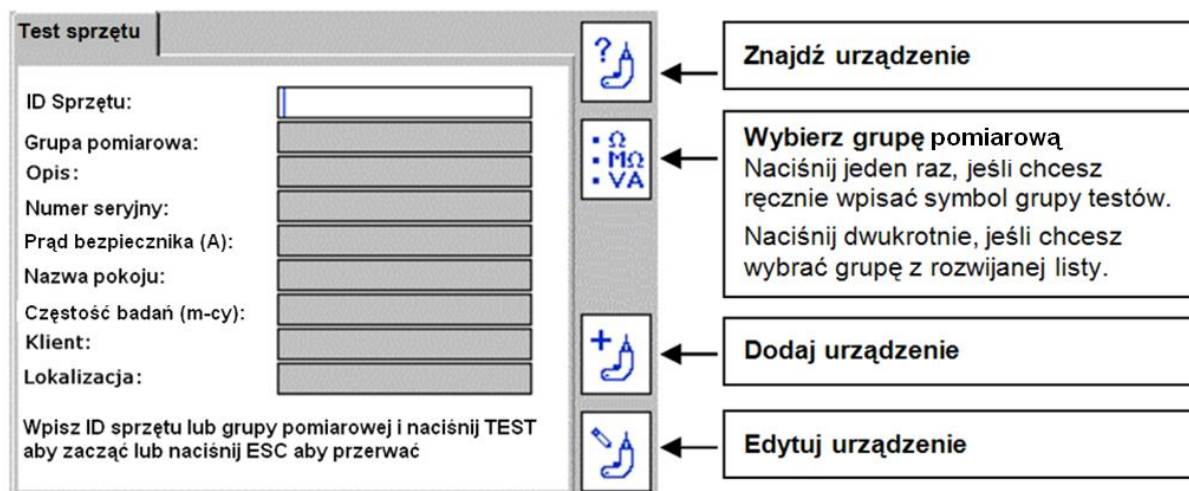 Test sprzętu
ID Sprzętu:
Grupa pomiarowa:
Opis:
Numer seryjny:
Prąd bezpiecznika (A):
Nazwa pokoju:
Częstość badań (m-cy):
Klient:
Lokalizacja:
Wpisz ID sprzętu lub grupy pomiarowej i naciśnij TEST
aby zacząć lub naciśnij ESC aby przerwać
?
Ω
MΩ
VA
+
Znajdź urządzenie
Wybierz grupę pomiarową
Naciśnij jeden raz, jeśli chcesz
ręcznie wpisać symbol grupy testów.
Naciśnij dwukrotnie, jeśli chcesz
wybrać grupę z rozwijanej listy.
Dodaj urządzenie
Edytuj urządzenie